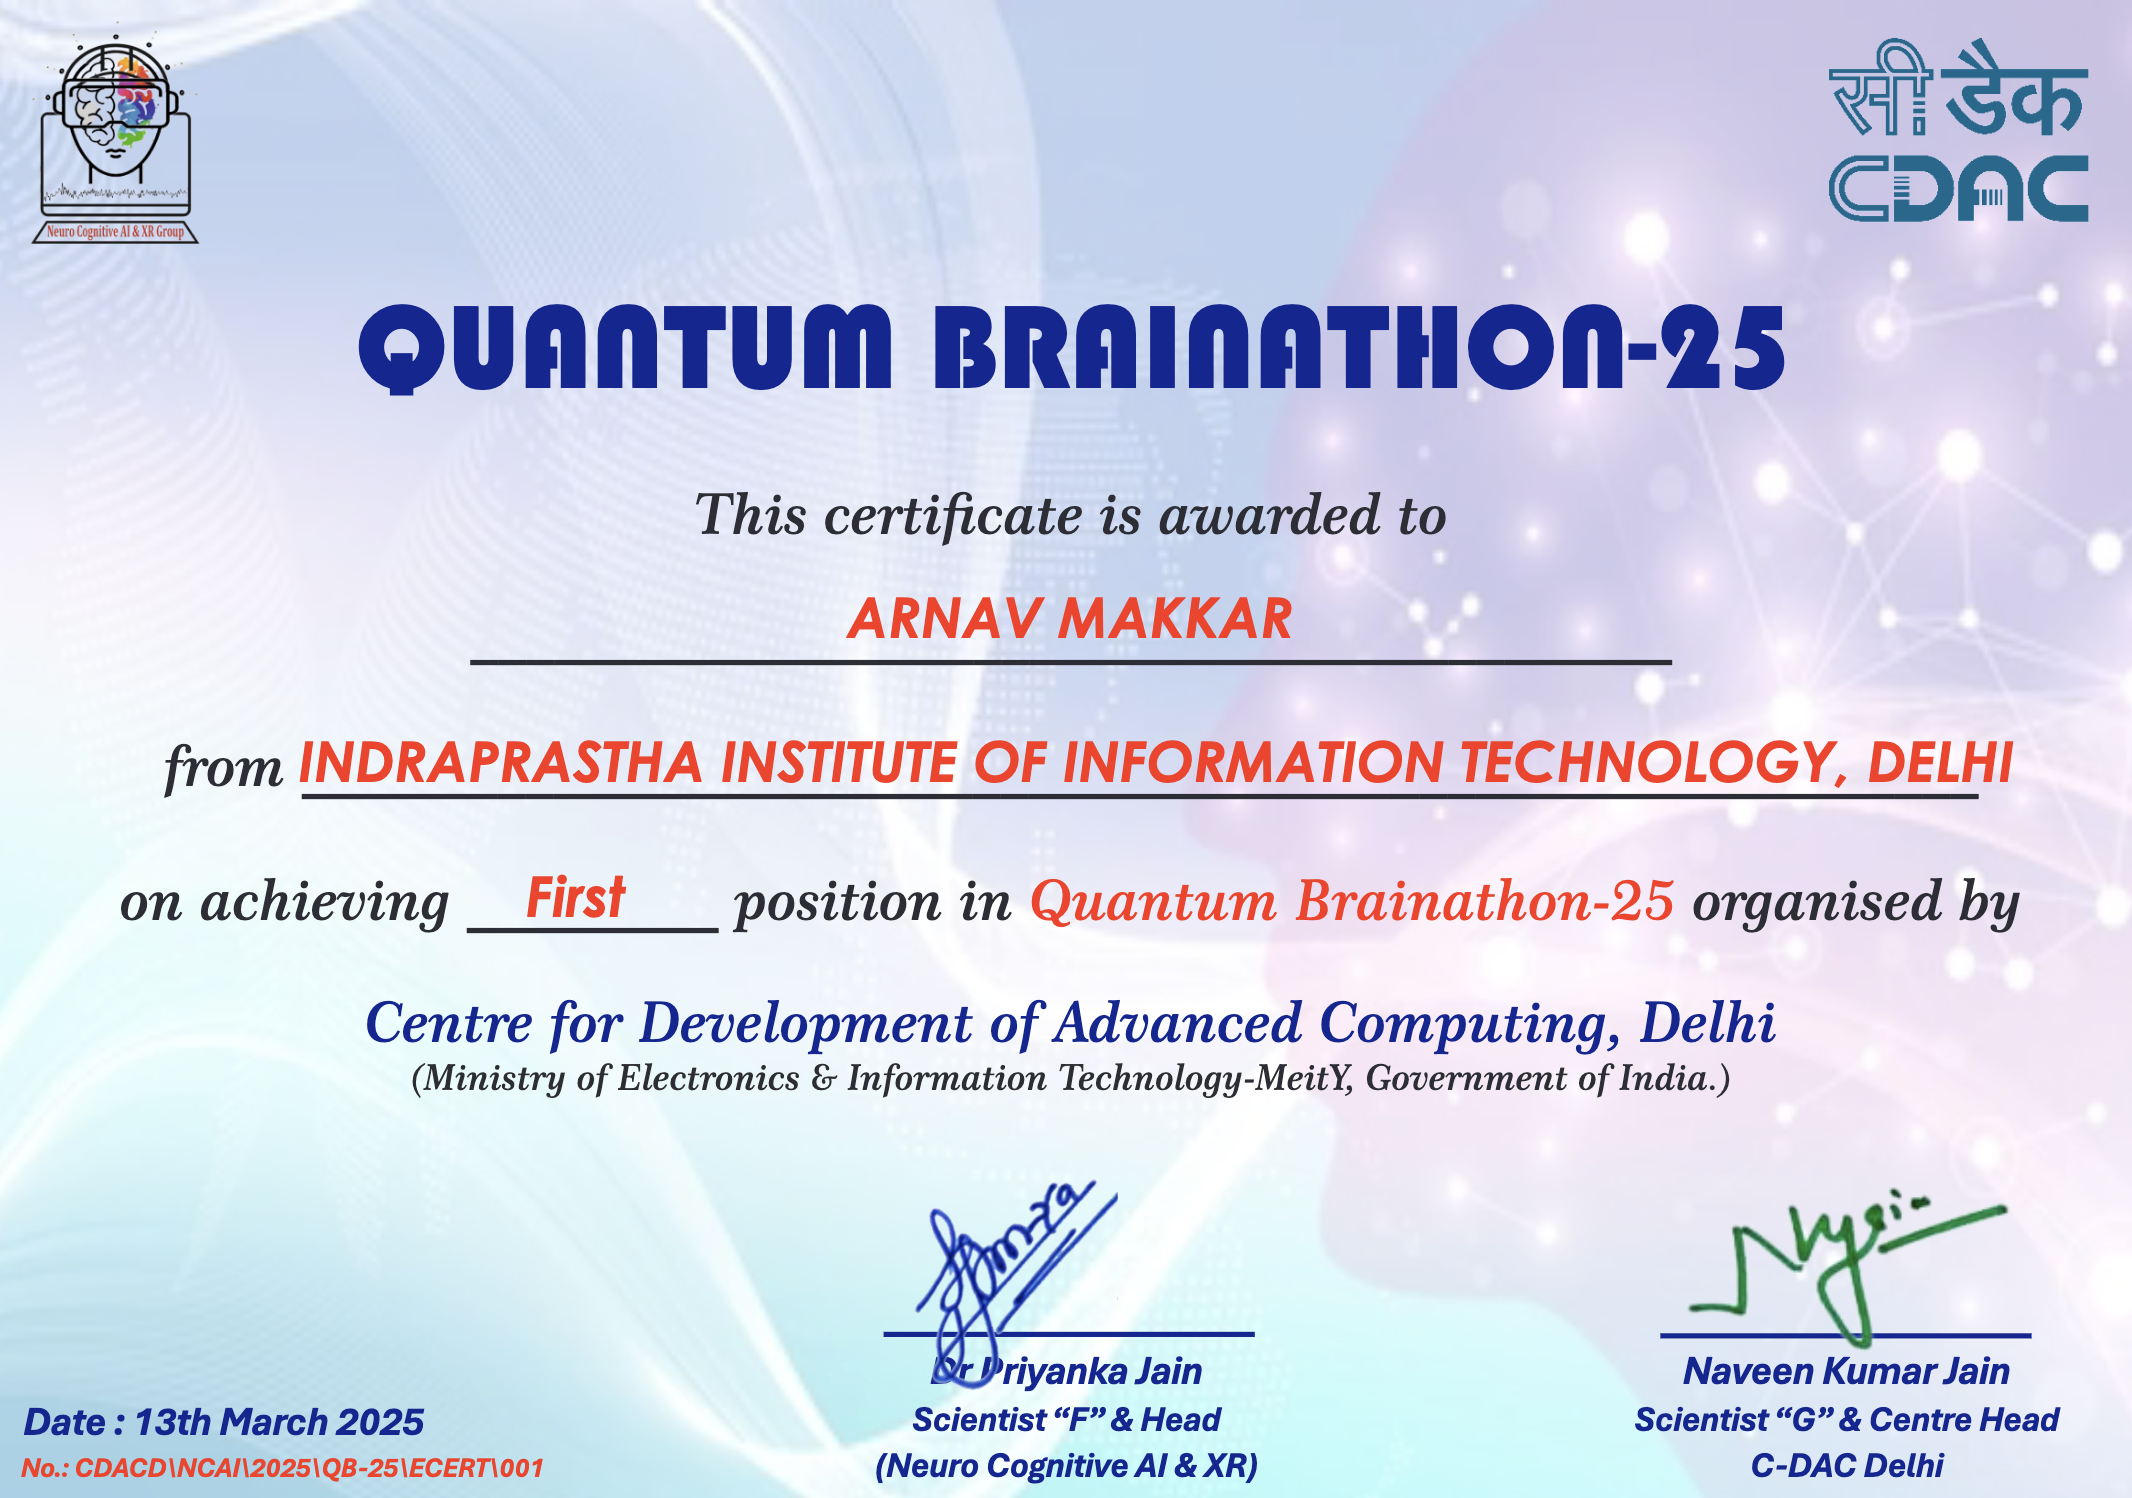 Neuro Cognitive AI & XR Group
सी डैक
CDAC
QUANTUM BRAINATHON-25
This certificate is awarded to
ARNAV MAKKAR
from INDRAPRASTHA INSTITUTE OF INFORMATION TECHNOLOGY, DELHI
on achieving First position in Quantum Brainathon-25 organised by
Centre for Development of Advanced Computing, Delhi
(Ministry of Electronics & Information Technology-MeitY, Government of India.)
Dr Priyanka Jain
Scientist “F” & Head
(Neuro Cognitive AI & XR)
Naveen Kumar Jain
Scientist “G” & Centre Head
C-DAC Delhi
Date : 13th March 2025
No.: CDACD\NCAI\2025\QB-25\ECERT\001